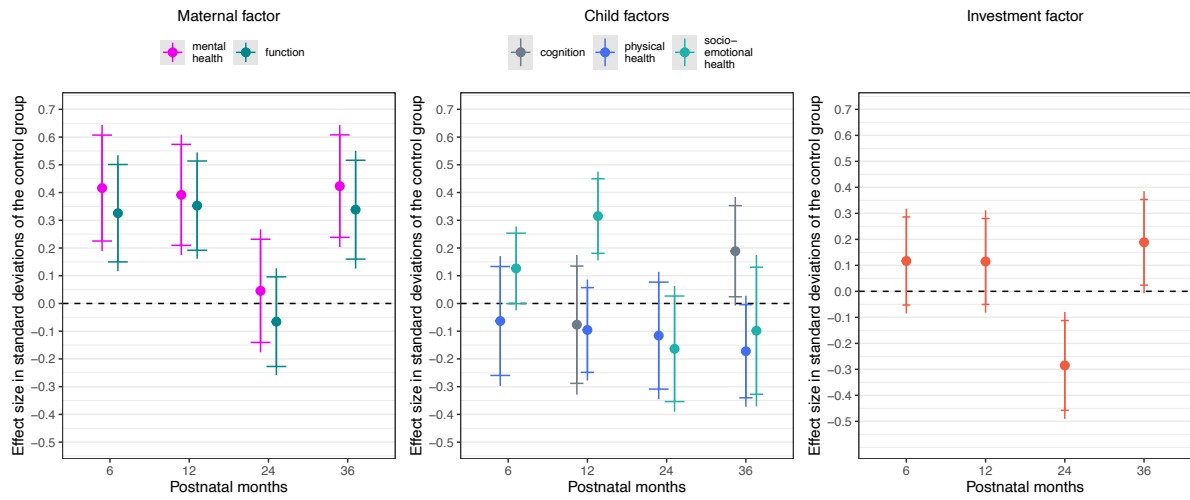 Maternal factor
mental
health
function
Effect size in standard deviations of the control group
0.7
0.6
0.5
0.4
0.3
0.2
0.1
0.0
−0.1
−0.2
−0.3
−0.4
−0.5
6
12
24
36
Postnatal months
Child factors
cognition
physical
health
socio−
emotional
health
Effect size in standard deviations of the control group
0.7
0.6
0.5
0.4
0.3
0.2
0.1
0.0
−0.1
−0.2
−0.3
−0.4
−0.5
6
12
24
36
Postnatal months
Investment factor
Effect size in standard deviations of the control group
0.7
0.6
0.5
0.4
0.3
0.2
0.1
0.0
−0.1
−0.2
−0.3
−0.4
−0.5
6
12
24
36
Postnatal months